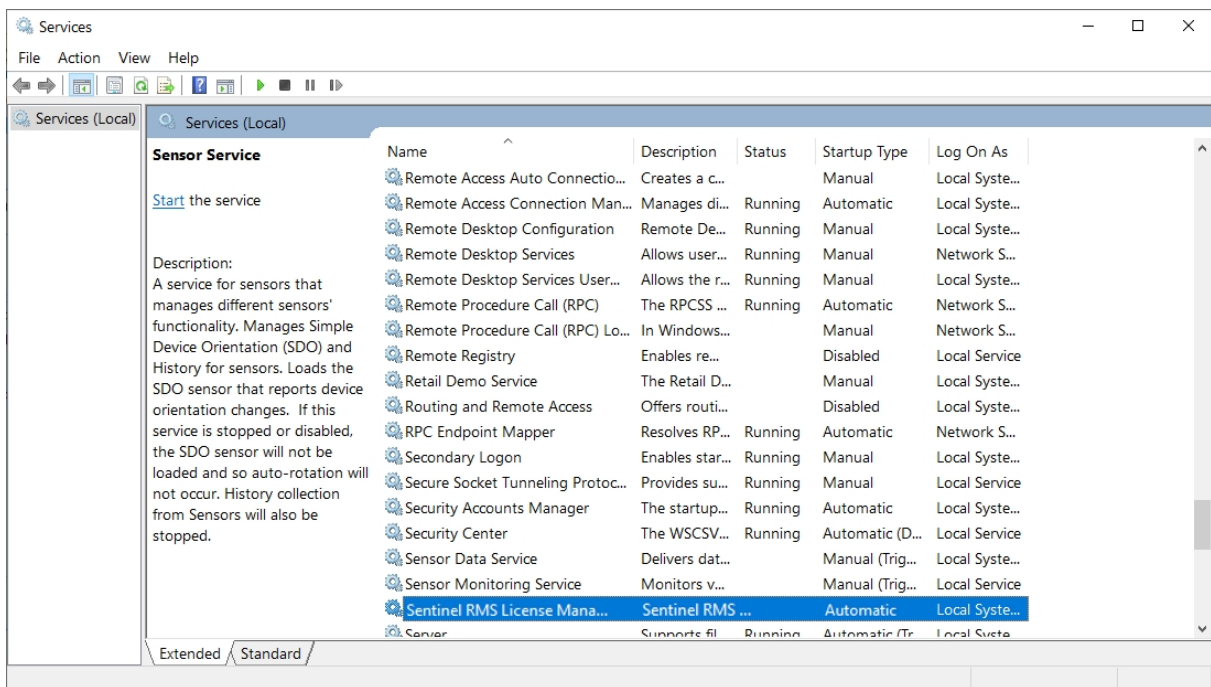 Services
File Action View Help
Services (Local)
Services (Local)
Sensor Service
Start the service
Description:
A service for sensors that
manages different sensors'
functionality. Manages Simple
Device Orientation (SDO) and
History for sensors. Loads the
SDO sensor that reports device
orientation changes. If this
service is stopped or disabled,
the SDO sensor will not be
loaded and so auto-rotation will
not occur. History collection
from Sensors will also be
stopped.
Name Description Status Startup Type Log On As
Remote Access Auto Connectio... Creates a c... Manual Local Syste...
Remote Access Connection Man... Manages di... Running Automatic Local Syste...
Remote Desktop Configuration Remote De... Running Manual Local Syste...
Remote Desktop Services Allows user... Running Manual Network S...
Remote Desktop Services User... Allows the r... Running Manual Local Syste...
Remote Procedure Call (RPC) The RPCSS ... Running Automatic Network S...
Remote Procedure Call (RPC) Lo... In Windows... Manual Network S...
Remote Registry Enables re... Disabled Local Service
Retail Demo Service The Retail D... Manual Local Syste...
Routing and Remote Access Offers routi... Disabled Local Syste...
RPC Endpoint Mapper Resolves RP... Running Automatic Network S...
Secondary Logon Enables star... Running Manual Local Syste...
Secure Socket Tunneling Protoc... Provides su... Running Manual Local Service
Security Accounts Manager The startup... Running Automatic Local Syste...
Security Center The WSCSV... Running Automatic (D... Local Service
Sensor Data Service Delivers dat... Manual (Trig... Local Syste...
Sensor Monitoring Service Monitors v... Manual (Trig... Local Service
Sentinel RMS License Mana... Sentinel RMS ... Automatic Local Syste...
Server Supports fil Running Automatic (Tr Local Syste
Extended Standard